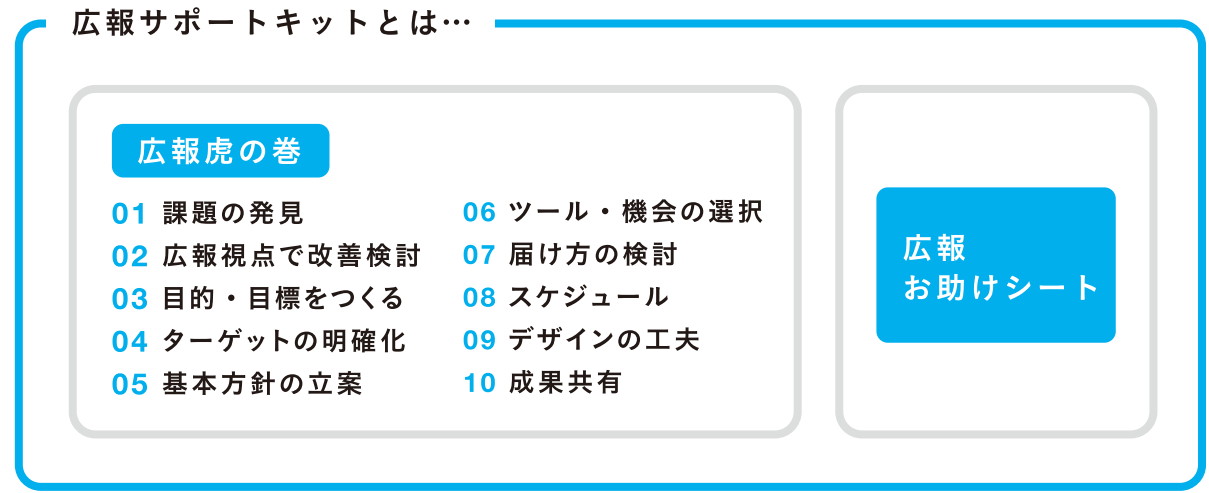 広報サポートキットとは…
広報虎の巻
01 課題の発見
02 広報視点で改善検討
03 目的・目標をつくる
04 ターゲットの明確化
05 基本方針の立案
06 ツール・機会の選択
07 届け方の検討
08 スケジュール
09 デザインの工夫
10 成果共有
広報
お助けシート